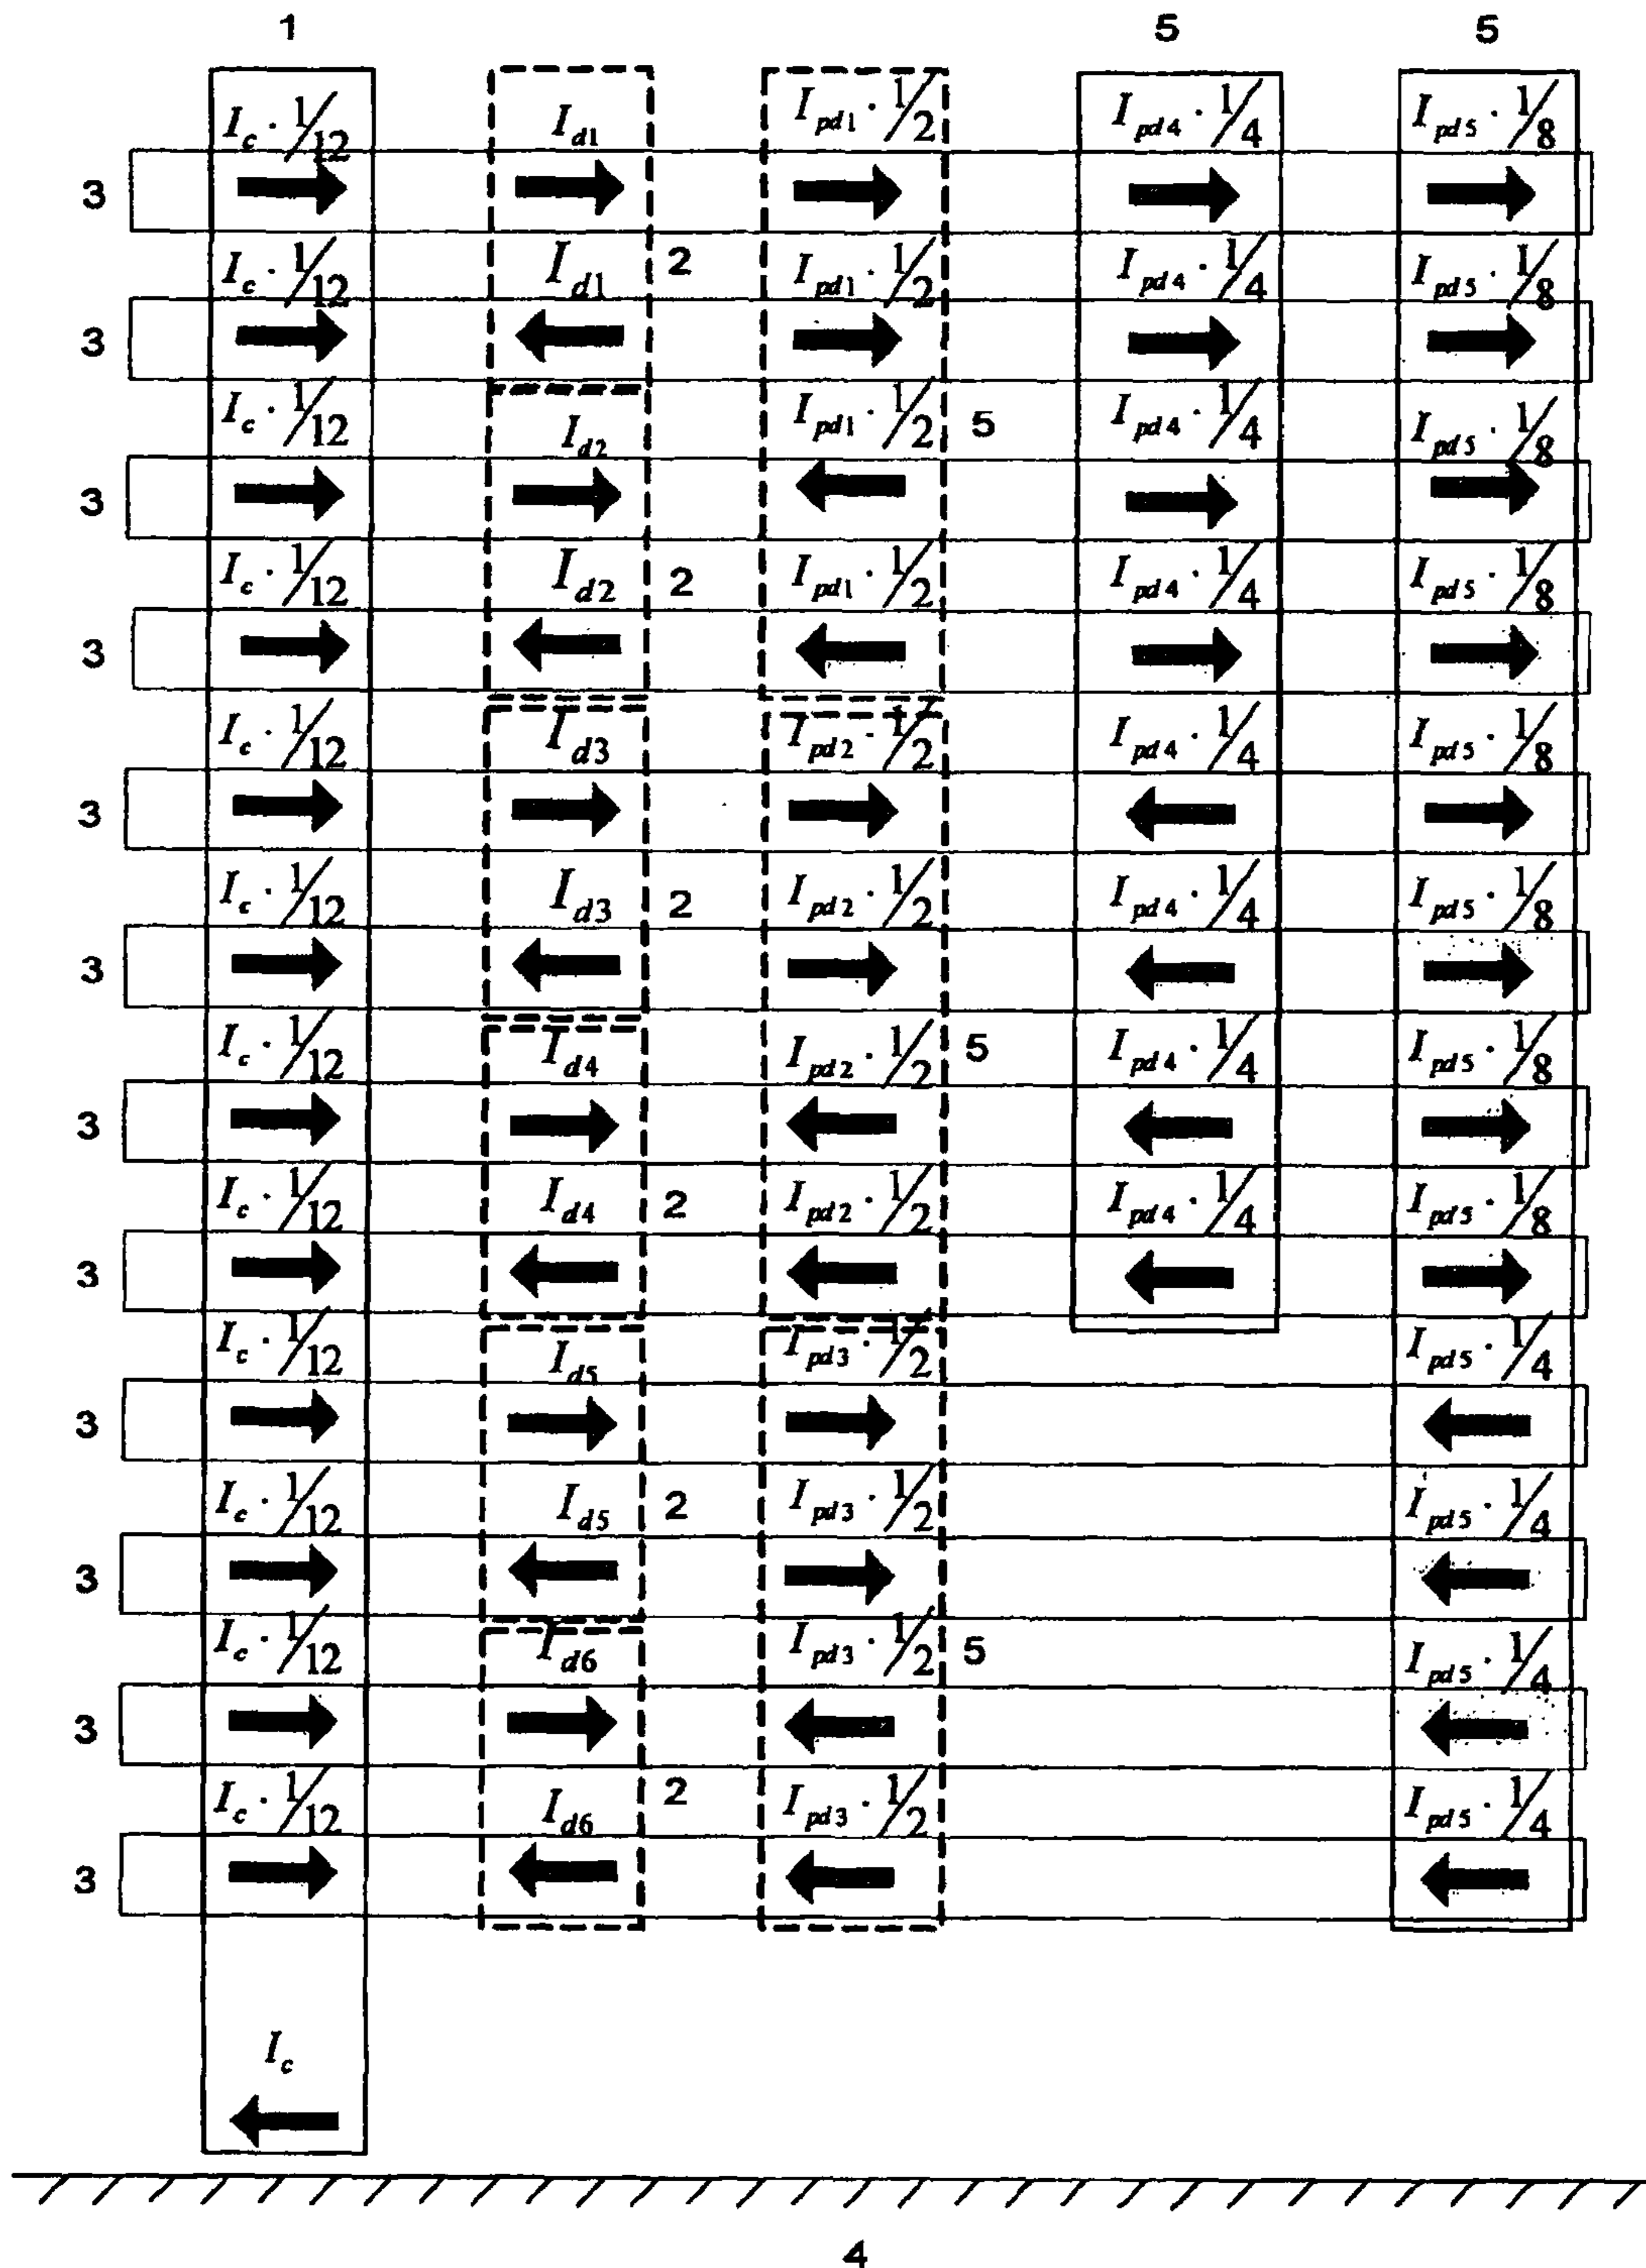 1 5 5
I_c · 1/12 I_d1 I_pd1 · 1/2 I_pd4 · 1/4 I_pd5 · 1/8
3
I_c · 1/12 I_d1 2 I_pd1 · 1/2 I_pd4 · 1/4 I_pd5 · 1/8
3
I_c · 1/12 I_d2 I_pd1 · 1/2 5 I_pd4 · 1/4 I_pd5 · 1/8
3
I_c · 1/12 I_d2 2 I_pd1 · 1/2 I_pd4 · 1/4 I_pd5 · 1/8
3
I_c · 1/12 I_d3 I_pd2 · 1/2 I_pd4 · 1/4 I_pd5 · 1/8
3
I_c · 1/12 I_d3 2 I_pd2 · 1/2 I_pd4 · 1/4 I_pd5 · 1/8
3
I_c · 1/12 I_d4 I_pd2 · 1/2 5 I_pd4 · 1/4 I_pd5 · 1/8
3
I_c · 1/12 I_d4 2 I_pd2 · 1/2 I_pd4 · 1/4 I_pd5 · 1/8
3
I_c · 1/12 I_d5 I_pd3 · 1/2 I_pd5 · 1/4
3
I_c · 1/12 I_d5 2 I_pd3 · 1/2 I_pd5 · 1/4
3
I_c · 1/12 I_d6 I_pd3 · 1/2 5 I_pd5 · 1/4
3
I_c · 1/12 I_d6 2 I_pd3 · 1/2 I_pd5 · 1/4
3
I_c
4